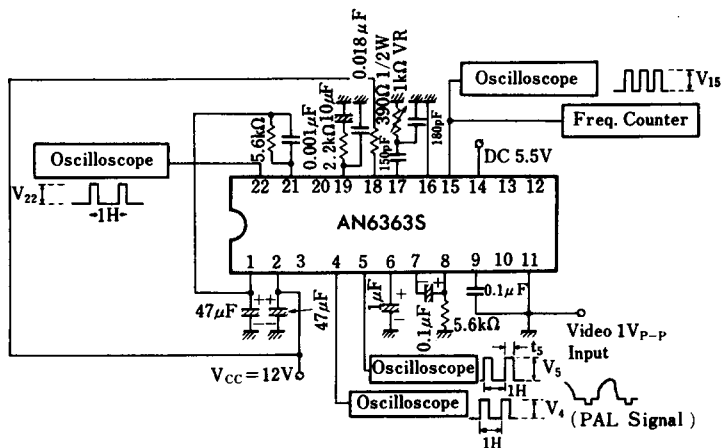 0.018μF
390Ω 1/2W
1kΩ VR
Oscilloscope
V15
Freq. Counter
0.001μF
2.2kΩ 10μF
5.6kΩ
150pF
180pF
DC 5.5V
Oscilloscope
V22
1H
22 21 20 19 18 17 16 15 14 13 12
AN6363S
1 2 3 4 5 6 7 8 9 10 11
47μF
++
−−
47μF
1μF
+
−
− +
0.1μF
5.6kΩ
0.1μF
Video 1VP-P
Input
VCC=12V
Oscilloscope
t5
V5
1H
Oscilloscope
V4
1H
(PAL Signal)